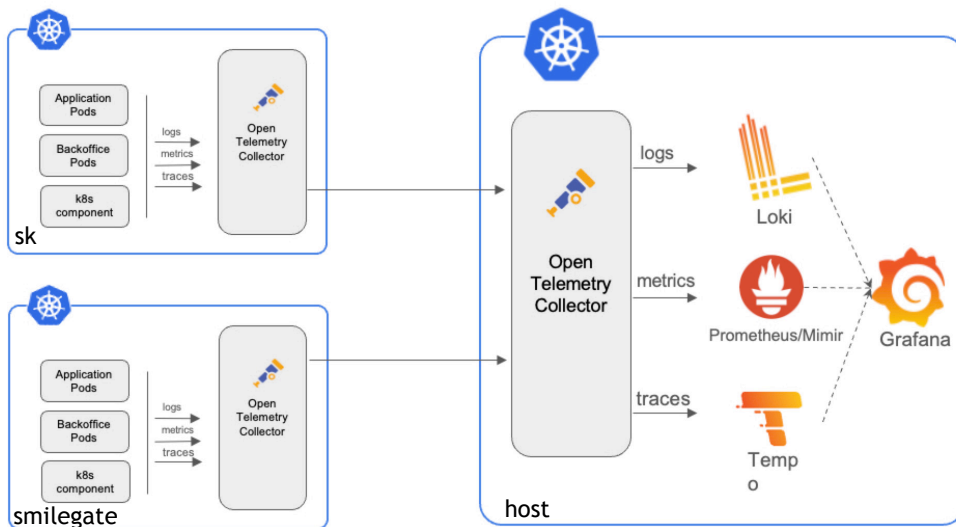 Application
Pods
Backoffice
Pods
k8s
component
logs
metrics
traces
Open
Telemetry
Collector
sk
Application
Pods
Backoffice
Pods
k8s
component
logs
metrics
traces
Open
Telemetry
Collector
smilegate
Open
Telemetry
Collector
logs
metrics
traces
Loki
Prometheus/Mimir
Temp
o
Grafana
host